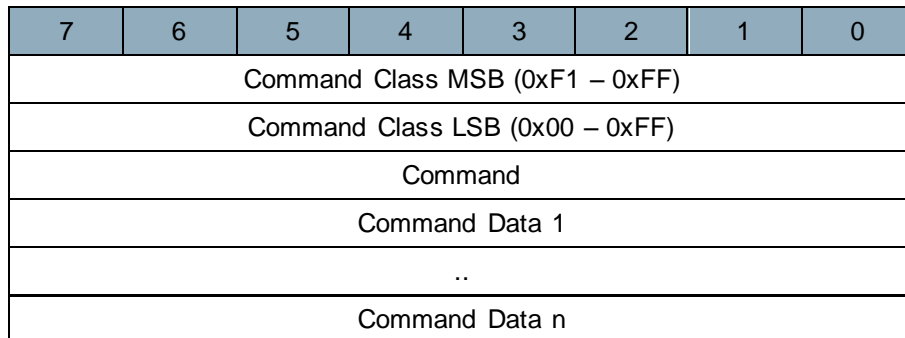 7 6 5 4 3 2 1 0
Command Class MSB (0xF1 – 0xFF)
Command Class LSB (0x00 – 0xFF)
Command
Command Data 1
..
Command Data n